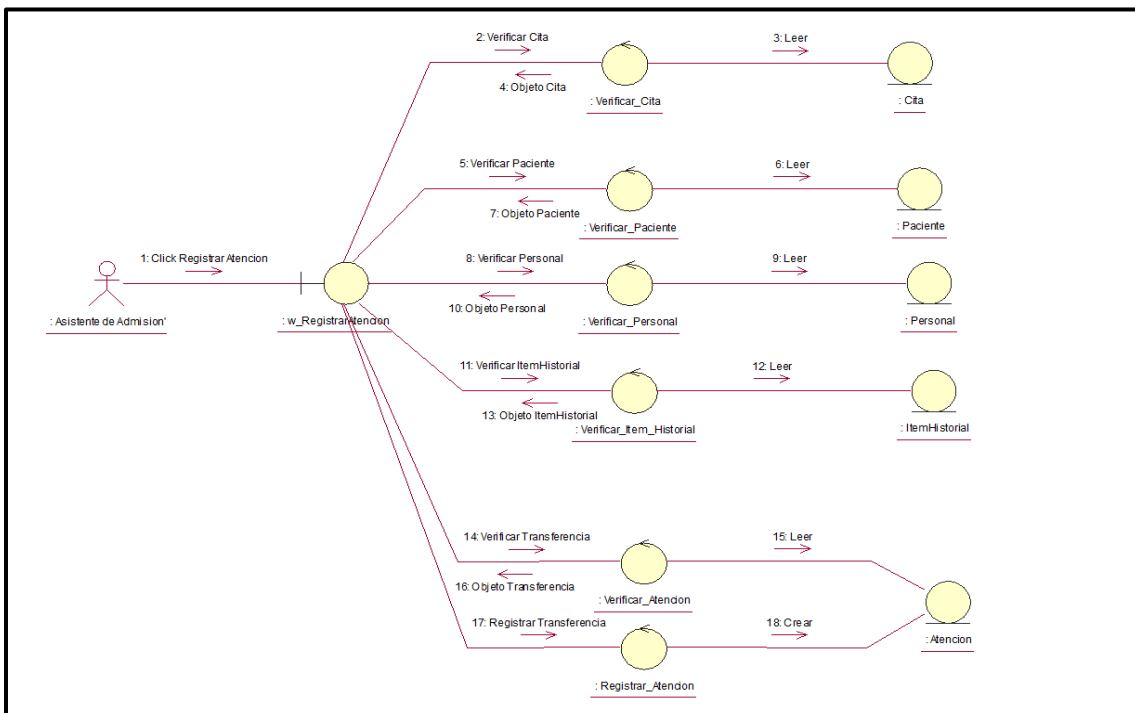 2: Verificar Cita
3: Leer
4: Objeto Cita
: Verificar_Cita
: Cita
5: Verificar Paciente
6: Leer
7: Objeto Paciente
: Verificar_Paciente
: Paciente
1: Click Registrar Atencion
8: Verificar Personal
9: Leer
10: Objeto Personal
: Asistente de Admision'
: w_RegistrarAtencion
: Verificar_Personal
: Personal
11: Verificar ItemHistorial
12: Leer
13: Objeto ItemHistorial
: Verificar_Item_Historial
: ItemHistorial
14: Verificar Transferencia
15: Leer
16: Objeto Transferencia
: Verificar_Atencion
17: Registrar Transferencia
18: Crear
: Atencion
: Registrar_Atencion